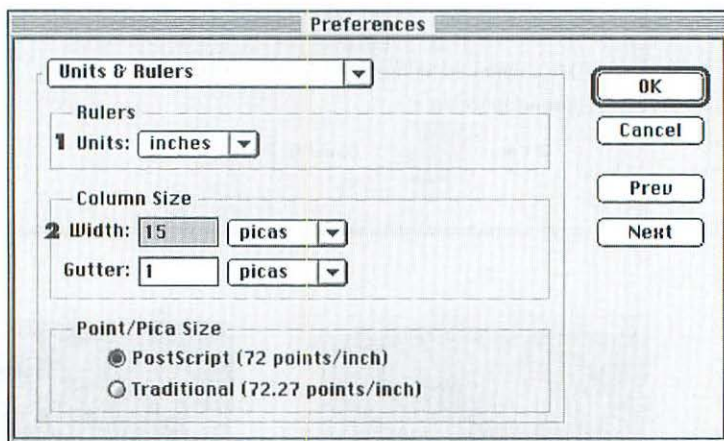 Preferences
Units & Rulers
OK
Rulers
1 Units: inches
Cancel
Column Size
Prev
2 Width: 15 picas
Next
Gutter: 1 picas
Point/Pica Size
PostScript (72 points/inch)
Traditional (72.27 points/inch)